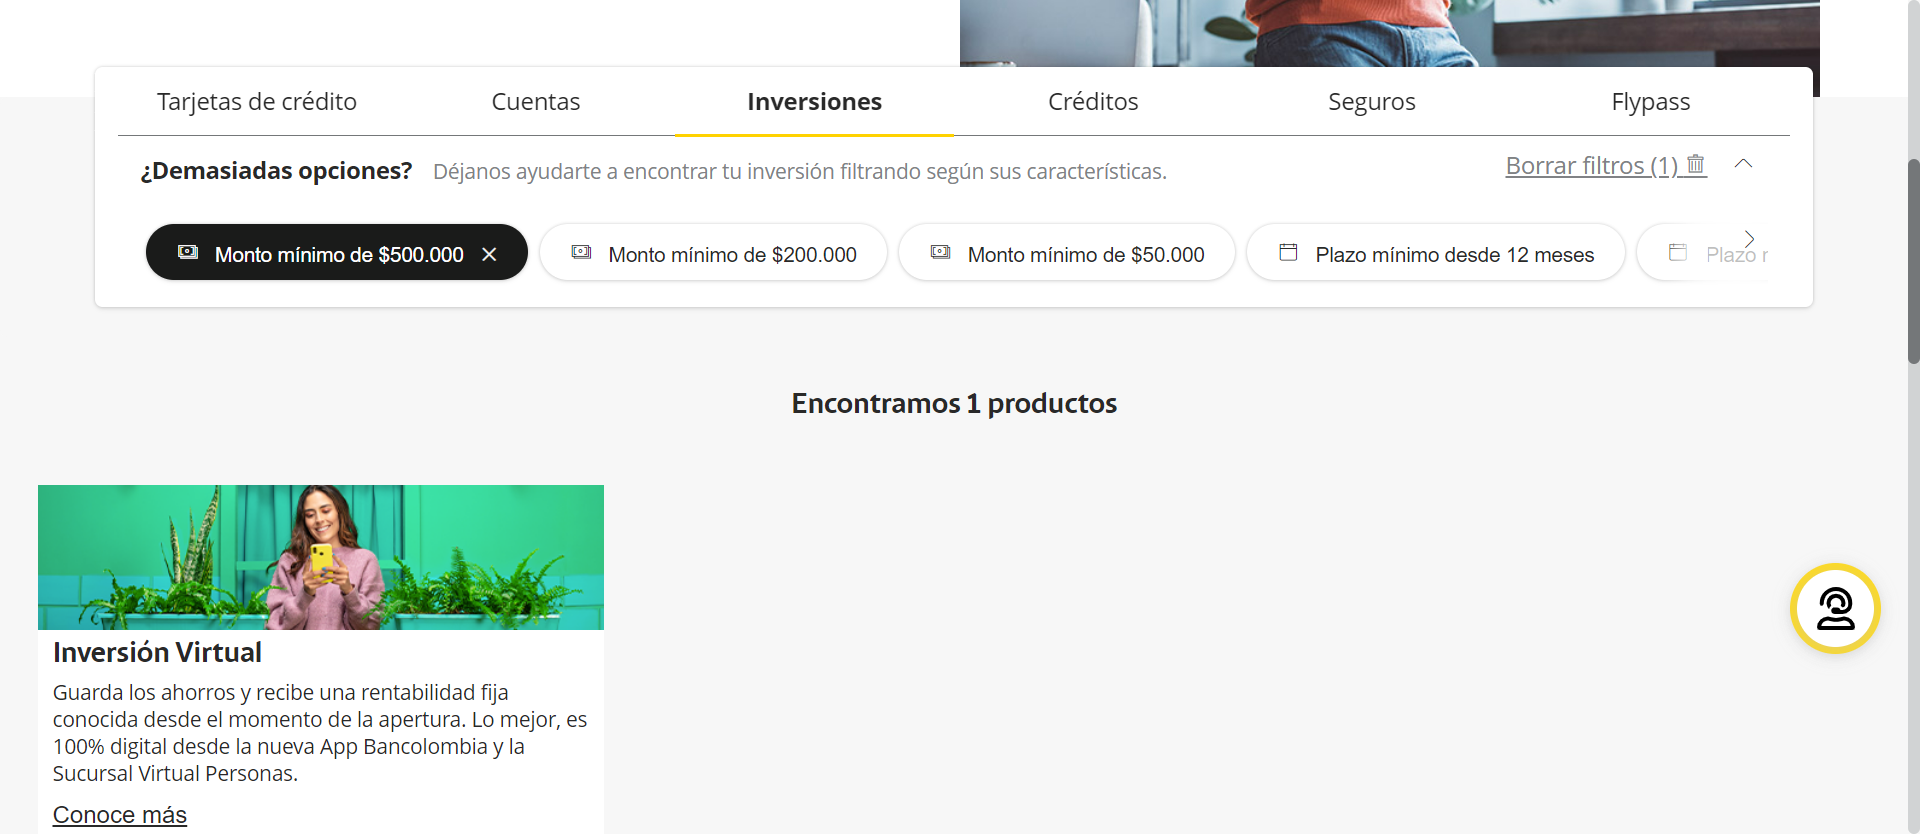 Tarjetas de crédito
Cuentas
Inversiones
Créditos
Seguros
Flypass
¿Demasiadas opciones? Déjanos ayudarte a encontrar tu inversión filtrando según sus características.
Borrar filtros (1)
Monto mínimo de $500.000
Monto mínimo de $200.000
Monto mínimo de $50.000
Plazo mínimo desde 12 meses
Plazo
Encontramos 1 productos
Inversión Virtual
Guarda los ahorros y recibe una rentabilidad fija
conocida desde el momento de la apertura. Lo mejor, es
100% digital desde la nueva App Bancolombia y la
Sucursal Virtual Personas.
Conoce más